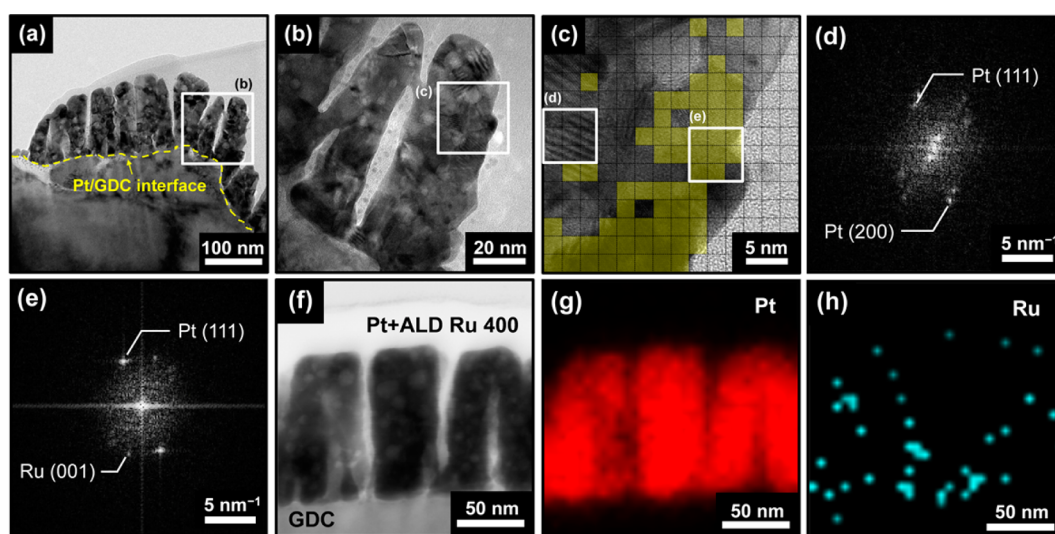 (a)
(b)
Pt/GDC interface
100 nm
(b)
(c)
20 nm
(c)
(d)
(e)
5 nm
(d)
Pt (111)
Pt (200)
5 nm⁻¹
(e)
Pt (111)
Ru (001)
5 nm⁻¹
(f)
Pt+ALD Ru 400
GDC
50 nm
(g)
Pt
50 nm
(h)
Ru
50 nm